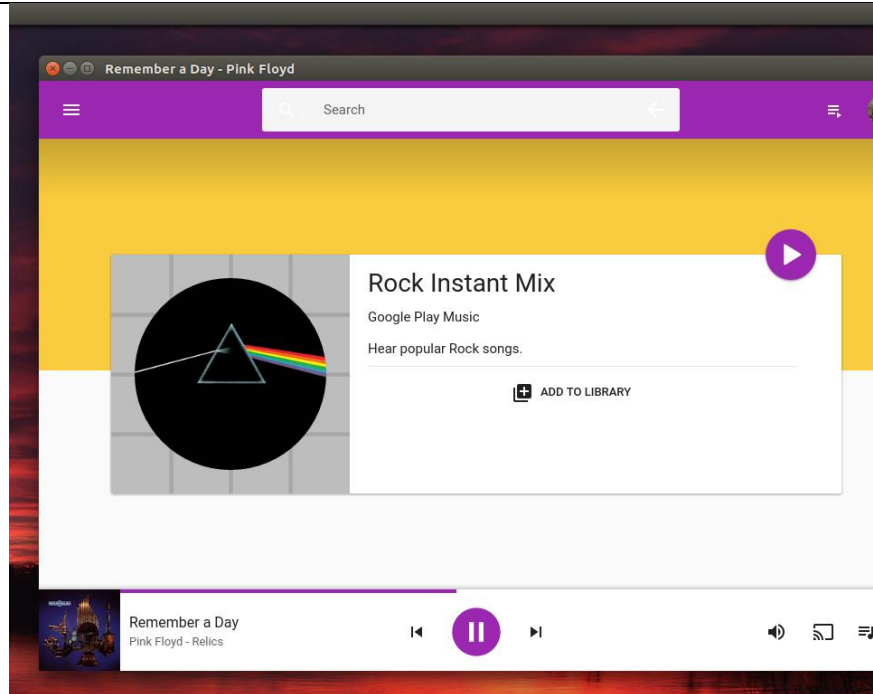 Remember a Day - Pink Floyd
Search
Rock Instant Mix
Google Play Music
Hear popular Rock songs.
ADD TO LIBRARY
Remember a Day
Pink Floyd - Relics